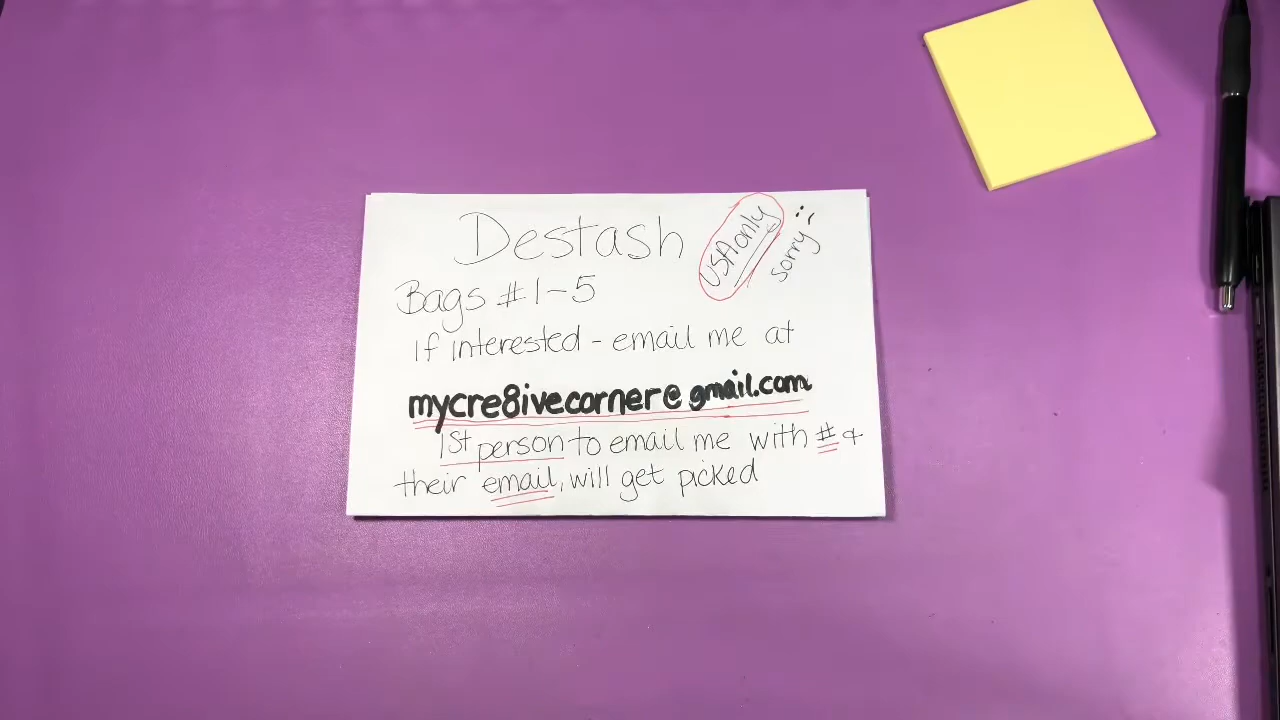 Destash
USA only
sorry :(
Bags #1-5
If interested - email me at
mycre8ivecorner@gmail.com
1st person to email me with # &
their email, will get picked